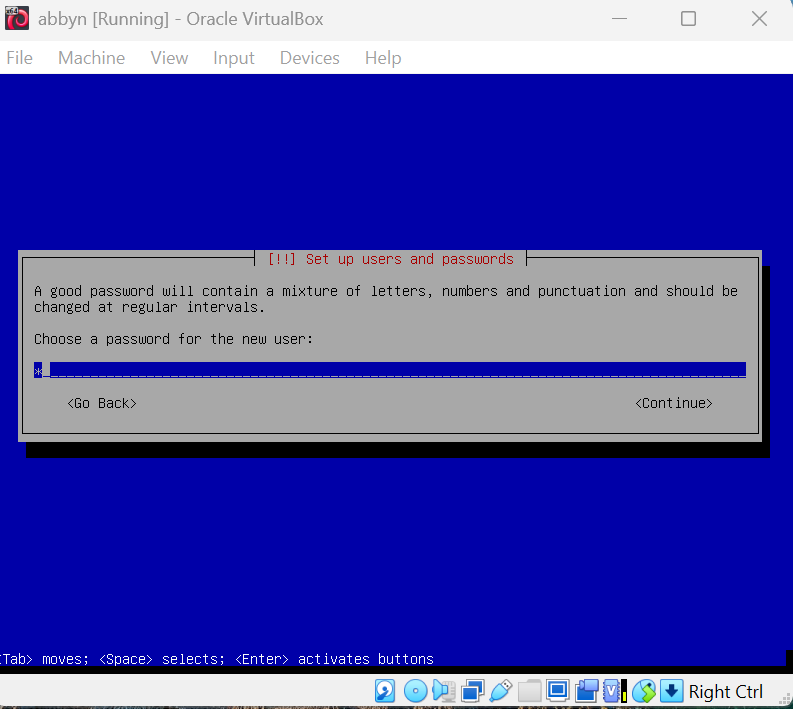 abbyn [Running] - Oracle VirtualBox
File Machine View Input Devices Help
[!!] Set up users and passwords
A good password will contain a mixture of letters, numbers and punctuation and should be
changed at regular intervals.
Choose a password for the new user:
*
<Go Back> <Continue>
Tab> moves; <Space> selects; <Enter> activates buttons
Right Ctrl